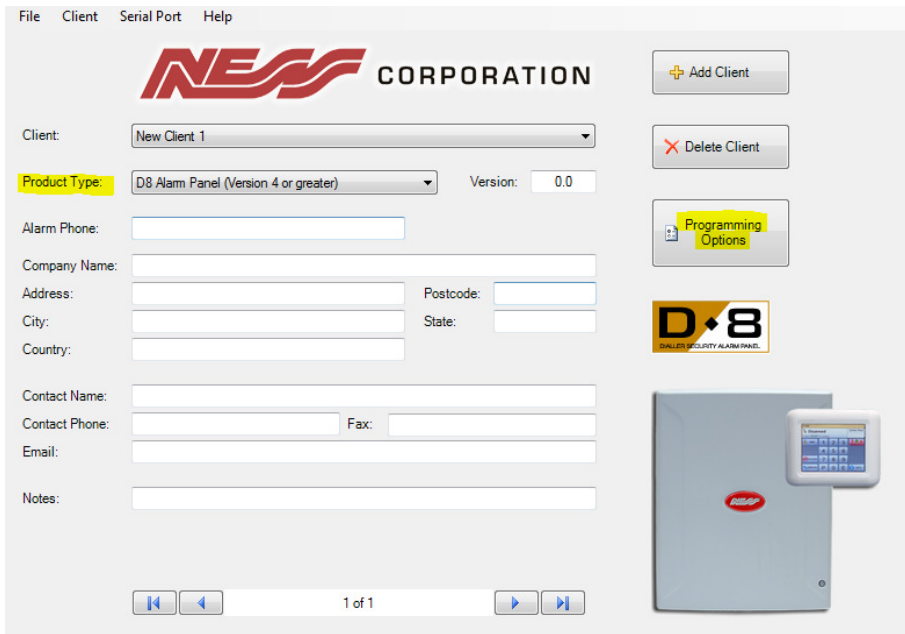 File Client Serial Port Help
NESS CORPORATION
Add Client
Client: New Client 1
Delete Client
Product Type: D8 Alarm Panel (Version 4 or greater) Version: 0.0
Programming
Options
Alarm Phone:
Company Name:
Address: Postcode:
City: State:
Country:
D8
DIALLER SECURITY ALARM PANEL
Contact Name:
Contact Phone: Fax:
Email:
Notes:
NESS
1 of 1